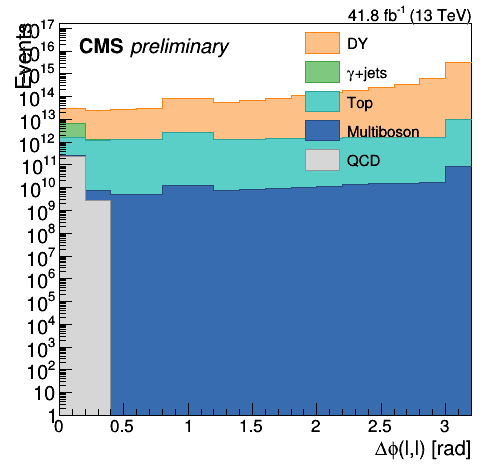 41.8 fb⁻¹ (13 TeV)
CMS preliminary
Events
DY
γ+jets
Top
Multiboson
QCD
10¹⁷
10¹⁶
10¹⁵
10¹⁴
10¹³
10¹²
10¹¹
10¹⁰
10⁹
10⁸
10⁷
10⁶
10⁵
10⁴
10³
10²
10
1
0 0.5 1 1.5 2 2.5 3
Δϕ(l,l) [rad]